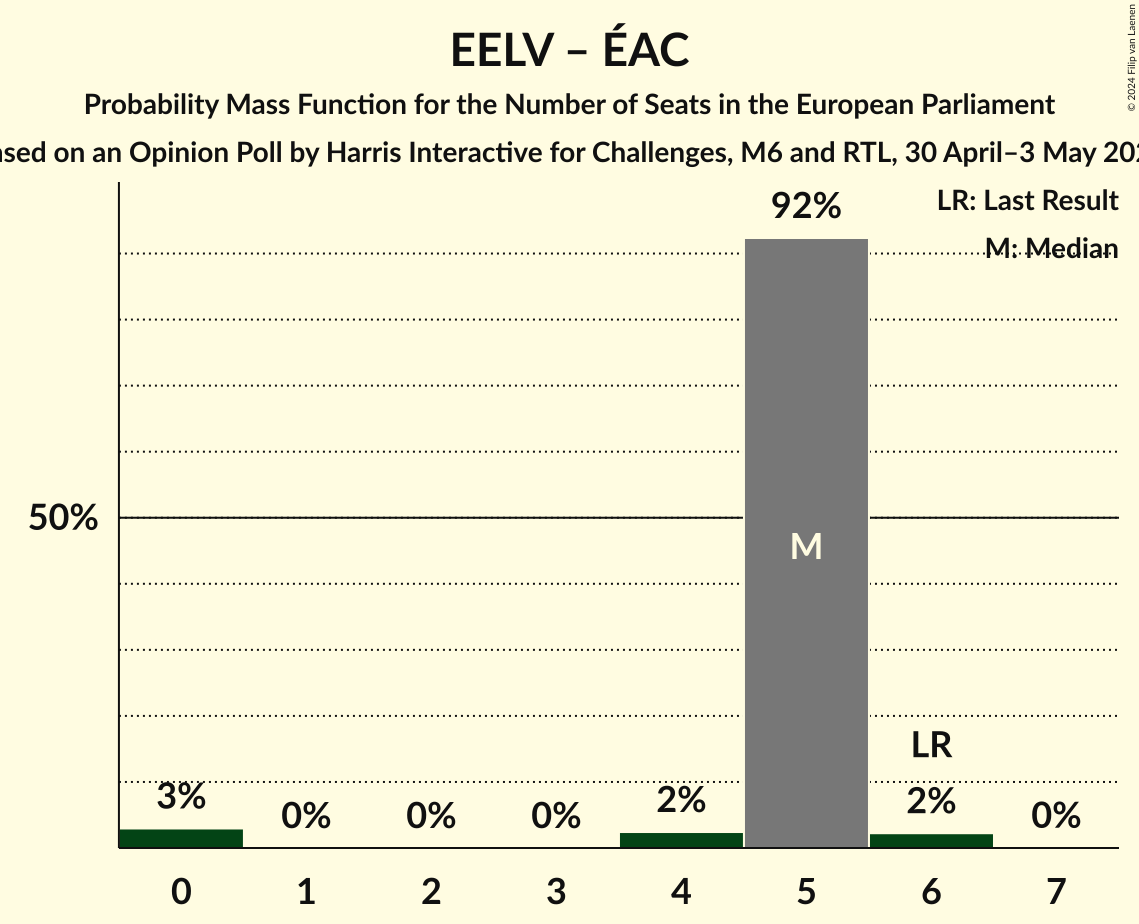 EELV – ÉAC
Probability Mass Function for the Number of Seats in the European Parliament
on an Opinion Poll by Harris Interactive for Challenges, M6 and RTL, 30 April–3 May
© 2024 Filip van Laenen
LR: Last Result
M: Median
92%
50%
M
LR
3%
0%
0%
0%
2%
2%
0%
0
1
2
3
4
5
6
7